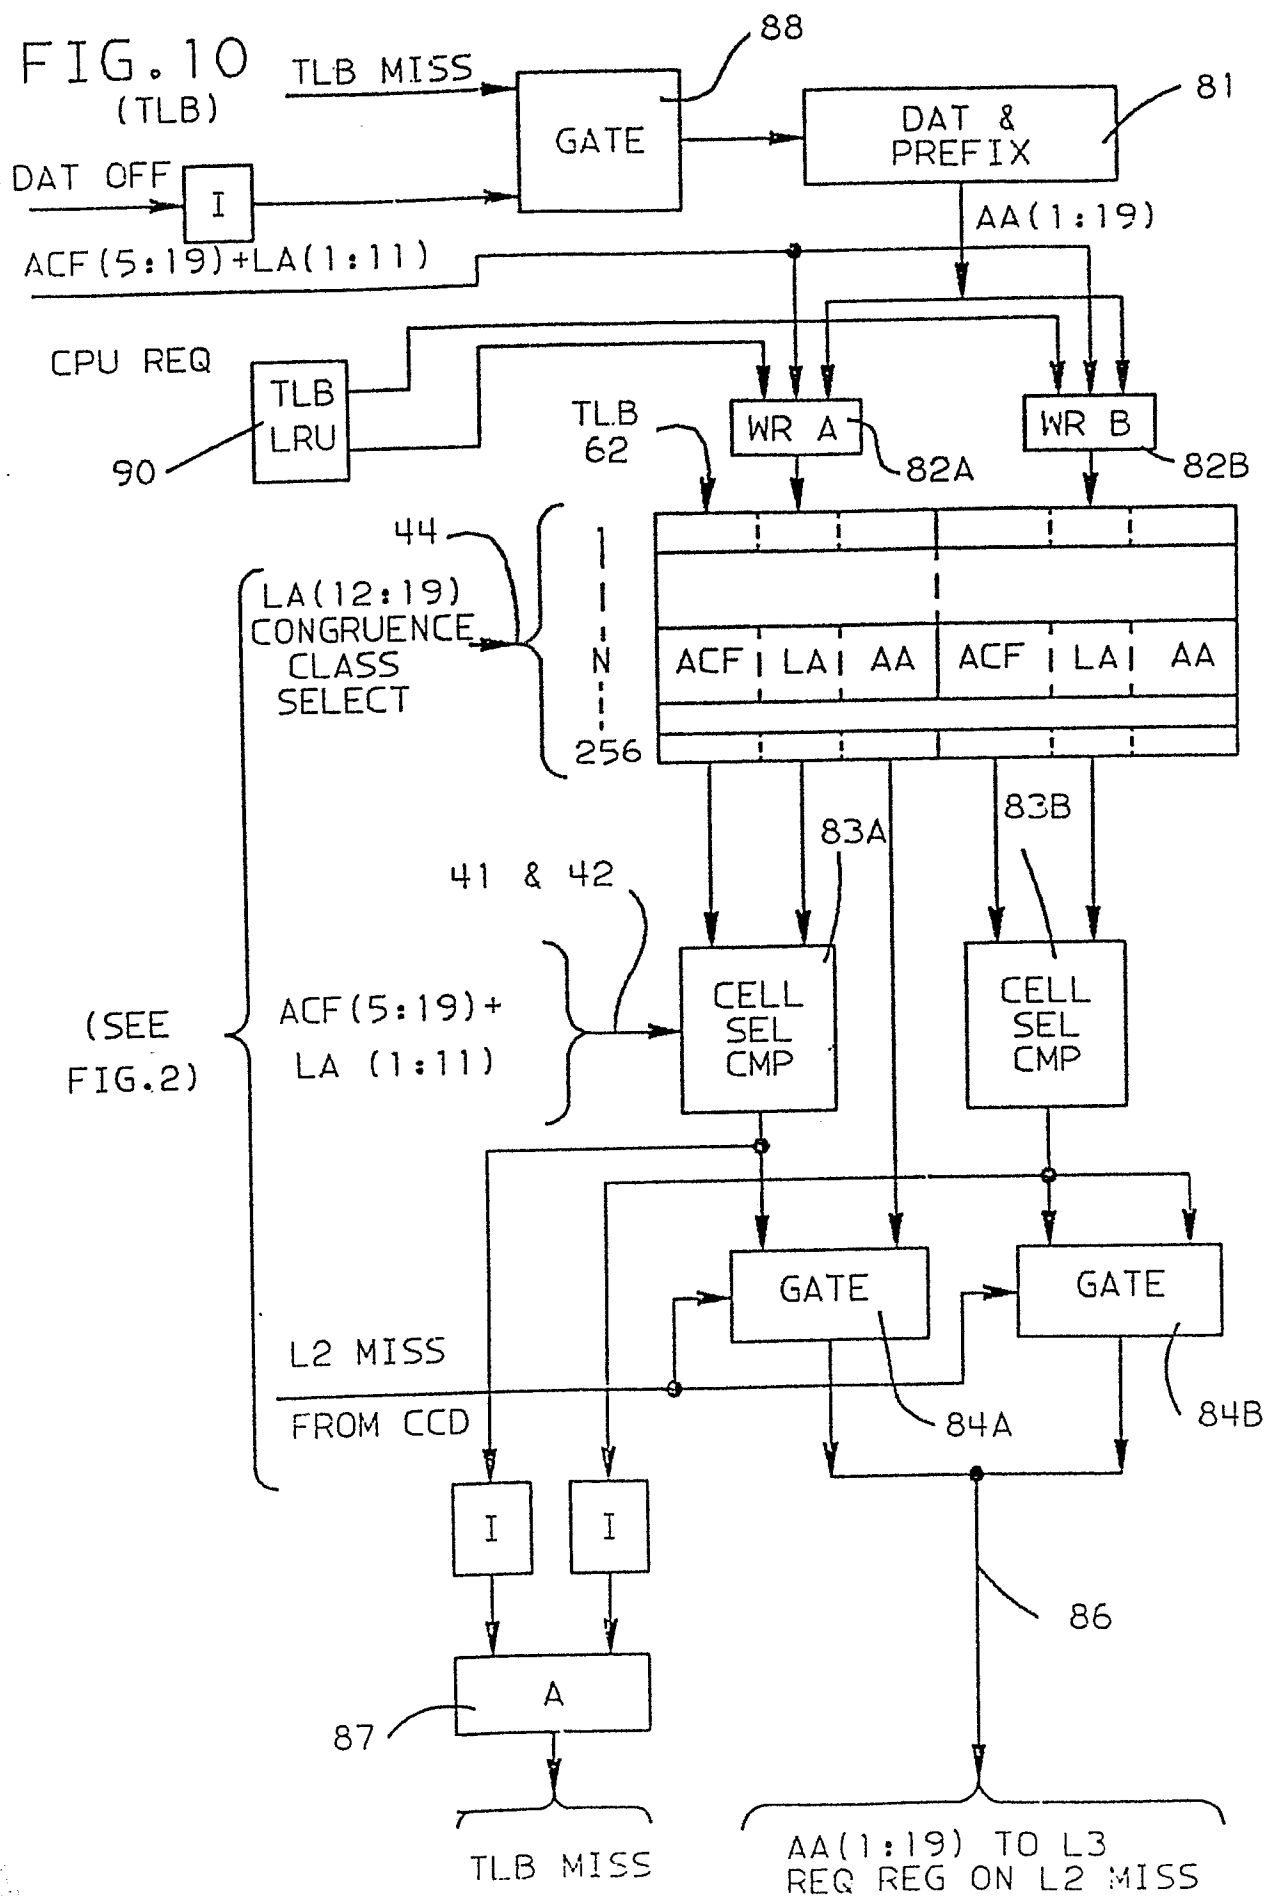 FIG.10
(TLB)
TLB MISS
88
GATE
DAT &
PREFIX
81
DAT OFF
I
AA(1:19)
ACF(5:19)+LA(1:11)
CPU REQ
TLB
LRU
90
TLB
62
WR A
82A
WR B
82B
44
LA(12:19)
CONGRUENCE
CLASS
SELECT
1
N
256
ACF
LA
AA
ACF
LA
AA
83A
83B
41 & 42
ACF(5:19)+
LA (1:11)
CELL
SEL
CMP
CELL
SEL
CMP
(SEE
FIG.2)
GATE
GATE
L2 MISS
FROM CCD
84A
84B
I
I
86
A
87
TLB MISS
AA(1:19) TO L3
REQ REG ON L2 MISS